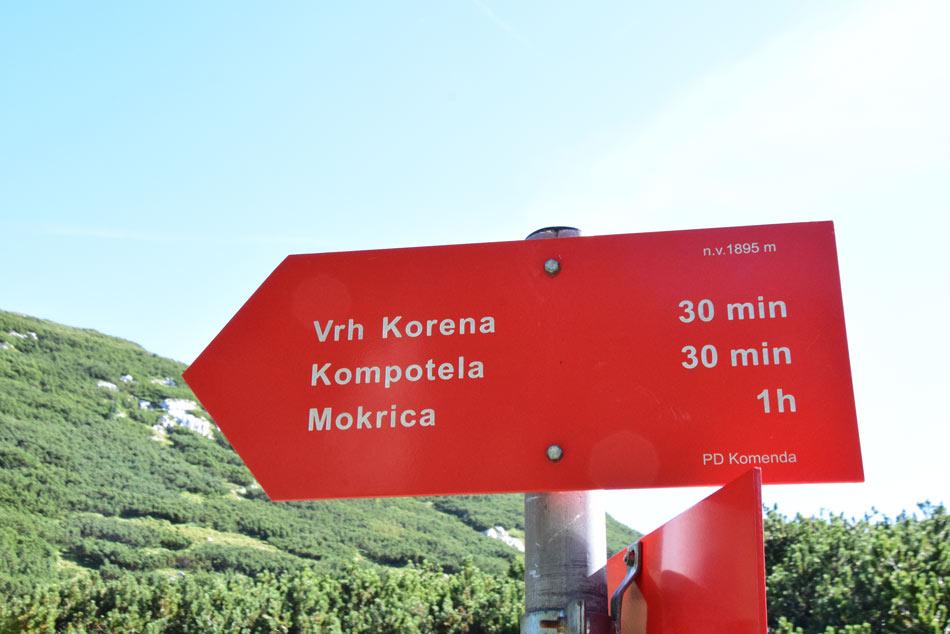 n.v.1895 m
Vrh Korena 30 min
Kompotela 30 min
Mokrica 1h
PD Komenda